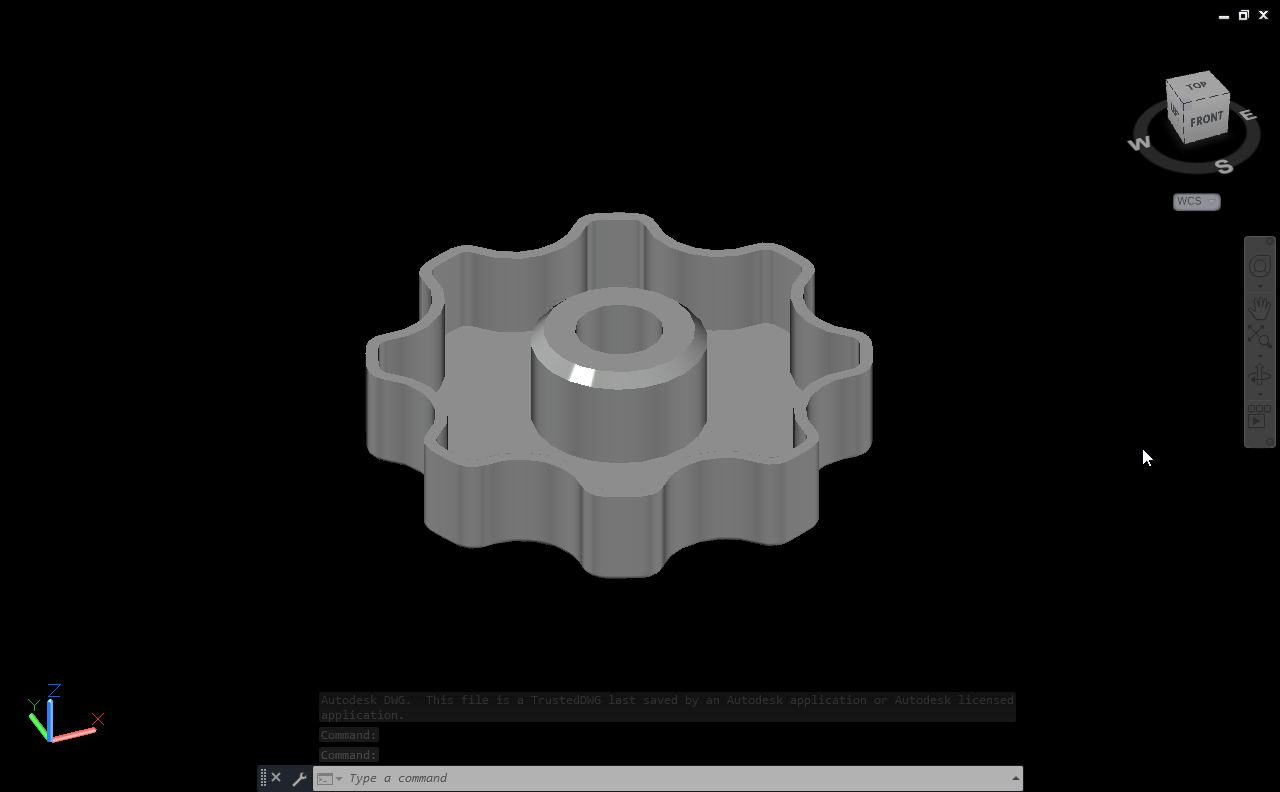 TOP
FRONT
W
E
S
WCS
Z
Y
X
Autodesk DWG.  This file is a TrustedDWG last saved by an Autodesk application or Autodesk licensed
application.
Command:
Command:
Type a command